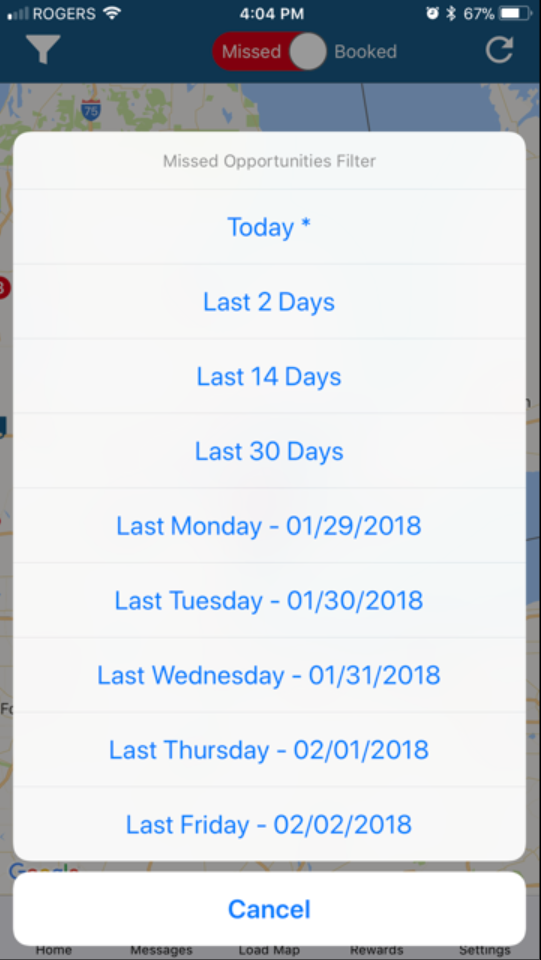 ROGERS 4:04 PM 67%
Missed Booked
75
Missed Opportunities Filter
Today *
Last 2 Days
Last 14 Days
Last 30 Days
Last Monday - 01/29/2018
Last Tuesday - 01/30/2018
Last Wednesday - 01/31/2018
Last Thursday - 02/01/2018
Last Friday - 02/02/2018
Google
Cancel
Home Messages Load Map Rewards Settings